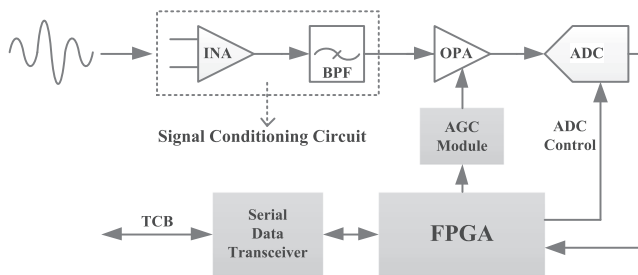 INA
BPF
OPA
ADC
Signal Conditioning Circuit
AGC
Module
ADC
Control
TCB
Serial
Data
Transceiver
FPGA